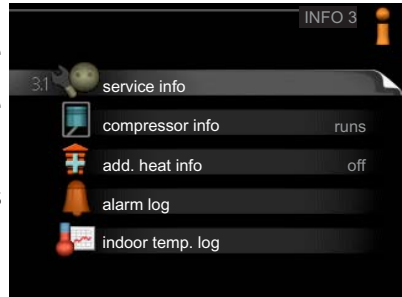 INFO 3
3.1 service info
compressor info runs
add. heat info off
alarm log
indoor temp. log